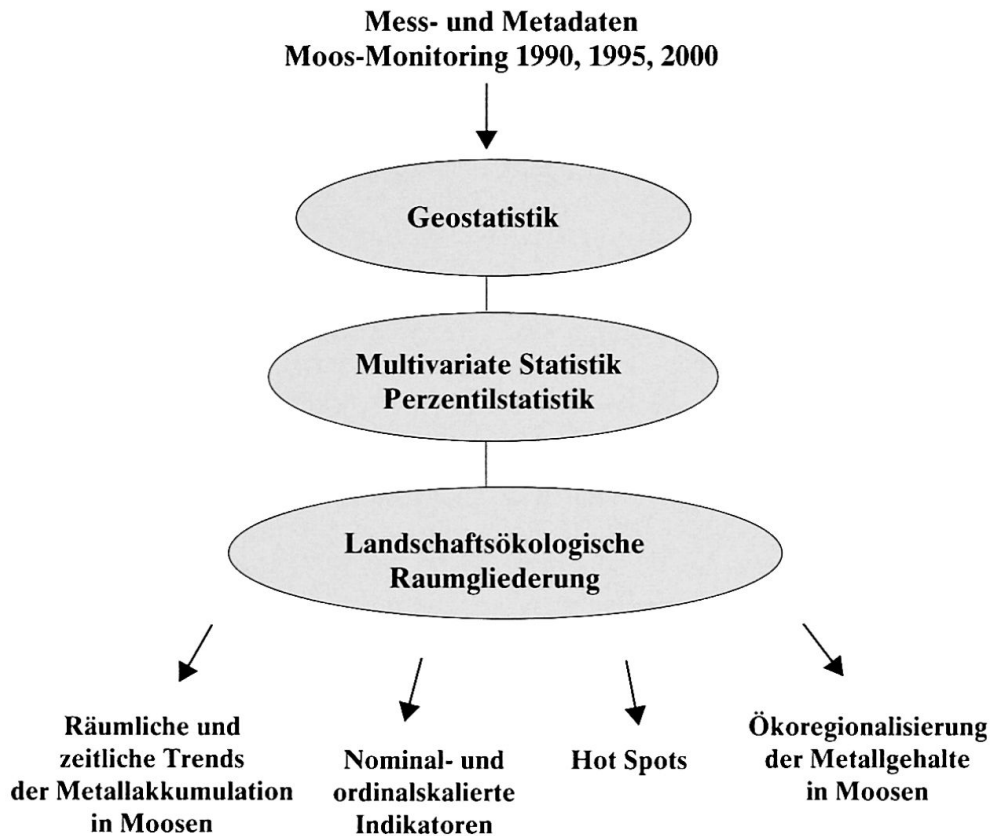 Mess- und Metadaten
Moos-Monitoring 1990, 1995, 2000
Geostatistik
Multivariate Statistik
Perzentilstatistik
Landschaftsökologische
Raumgliederung
Räumliche und
zeitliche Trends
der Metallakkumulation
in Moosen
Nominal- und
ordinalskalierte
Indikatoren
Hot Spots
Ökoregionalisierung
der Metallgehalte
in Moosen